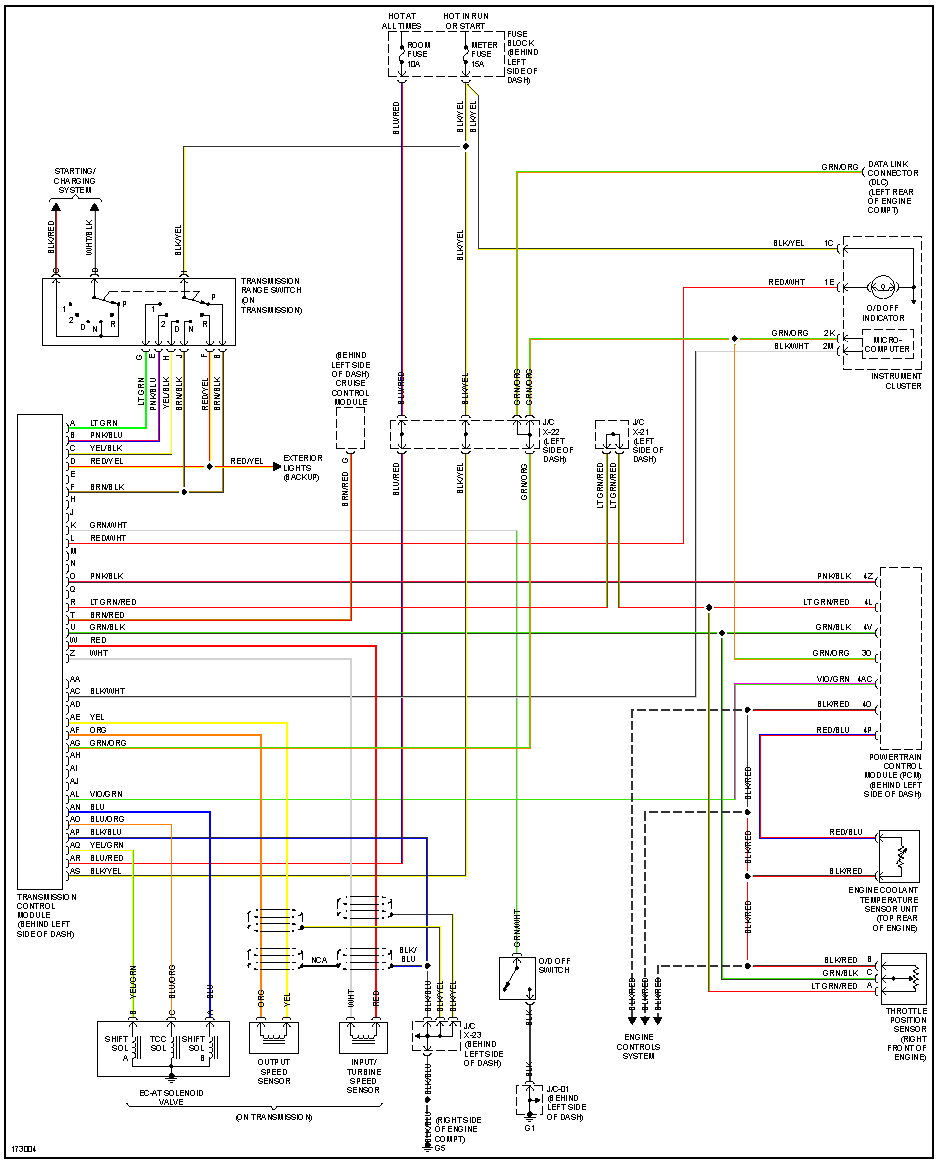 HOT AT
ALL TIMES
HOT IN RUN
OR START
ROOM
FUSE
10A
METER
FUSE
15A
FUSE
BLOCK
(BEHIND
LEFT
SIDE OF
DASH)
BLU/RED
BLK/YEL
BLK/YEL
STARTING/
CHARGING
SYSTEM
BLK/RED
WHT/BLK
BLK/YEL
BLK/YEL
GRN/ORG
DATA LINK
CONNECTOR
(DLC)
(LEFT REAR
OF ENGINE
COMPT)
BLK/YEL 1C
RED/WHT 1E
O/D OFF
INDICATOR
GRN/ORG 2K
BLK/WHT 2M
MICRO-
COMPUTER
INSTRUMENT
CLUSTER
TRANSMISSION
RANGE SWITCH
(ON
TRANSMISSION)
1
2
D
N
R
P
1
2
D
N
R
P
G
E
H
J
F
B
LT GRN
PNK/BLU
YEL/BLK
BRN/BLK
RED/YEL
BRN/BLK
(BEHIND
LEFT SIDE
OF DASH)
CRUISE
CONTROL
MODULE
G
BRN/RED
BLU/RED
BLK/YEL
GRN/ORG
GRN/ORG
J/C
X-22
(LEFT
SIDE OF
DASH)
J/C
X-21
(LEFT
SIDE OF
DASH)
BLU/RED
BLK/YEL
GRN/ORG
LT GRN/RED
LT GRN/RED
A LT GRN
B PNK/BLU
C YEL/BLK
D RED/YEL
RED/YEL
EXTERIOR
LIGHTS
(BACKUP)
E
F BRN/BLK
H
J
K GRN/WHT
L RED/WHT
M
N
O PNK/BLK
Q
R LT GRN/RED
T BRN/RED
U GRN/BLK
W RED
Z WHT
AA
AC BLK/WHT
AD
AE YEL
AF ORG
AG GRN/ORG
AH
AI
AJ
AL VIO/GRN
AN BLU
AO BLU/ORG
AP BLK/BLU
AQ YEL/GRN
AR BLU/RED
AS BLK/YEL
TRANSMISSION
CONTROL
MODULE
(BEHIND LEFT
SIDE OF DASH)
PNK/BLK 4Z
LT GRN/RED 4L
GRN/BLK 4V
GRN/ORG 3O
VIO/GRN 4AC
BLK/RED 4O
RED/BLU 4P
POWERTRAIN
CONTROL
MODULE (PCM)
(BEHIND LEFT
SIDE OF DASH)
BLK/RED
BLK/RED
BLK/RED
RED/BLU
BLK/RED
ENGINE COOLANT
TEMPERATURE
SENSOR UNIT
(TOP REAR
OF ENGINE)
BLK/RED B
GRN/BLK C
LT GRN/RED A
THROTTLE
POSITION
SENSOR
(RIGHT
FRONT OF
ENGINE)
BLK/RED
BLK/RED
BLK/RED
ENGINE
CONTROLS
SYSTEM
NCA
BLK/
BLU
YEL/GRN
BLU/ORG
BLU
ORG
YEL
WHT
RED
BLK/BLU
BLK/YEL
BLK/YEL
GRN/WHT
O/D OFF
SWITCH
B
C
A
SHIFT
SOL
A
TCC
SOL
SHIFT
SOL
B
EC-AT SOLENOID
VALVE
OUTPUT
SPEED
SENSOR
INPUT/
TURBINE
SPEED
SENSOR
(ON TRANSMISSION)
J/C
X-23
(BEHIND
LEFT SIDE
OF DASH)
BLK/BLU
BLK/BLU
(RIGHT SIDE
OF ENGINE
COMPT)
G5
BLK
BLK
J/C-01
(BEHIND
LEFT SIDE
OF DASH)
G1
173004